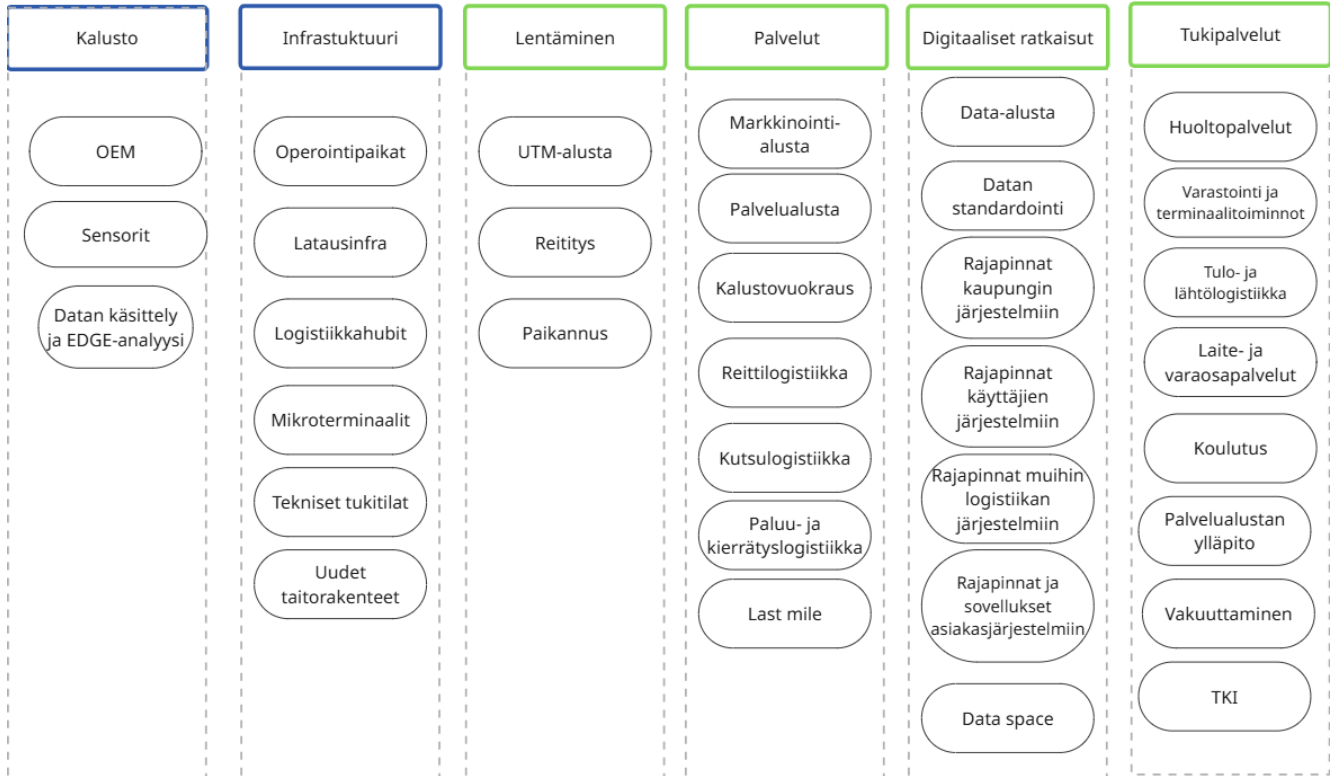 Kalusto
OEM
Sensorit
Datan käsittely
ja EDGE-analyysi
Infrastuktuuri
Operointipaikat
Latausinfra
Logistiikkahubit
Mikroterminaalit
Tekniset tukitilat
Uudet
taitorakenteet
Lentäminen
UTM-alusta
Reititys
Paikannus
Palvelut
Markkinointi-
alusta
Palvelualusta
Kalustovuokraus
Reittilogistiikka
Kutsulogistiikka
Paluu- ja
kierrätyslogistiikka
Last mile
Digitaaliset ratkaisut
Data-alusta
Datan
standardointi
Rajapinnat
kaupungin
järjestelmiin
Rajapinnat
käyttäjien
järjestelmiin
Rajapinnat muihin
logistiikan
järjestelmiin
Rajapinnat ja
sovellukset
asiakasjärjestelmiin
Data space
Tukipalvelut
Huoltopalvelut
Varastointi ja
terminaalitoiminnot
Tulo- ja
lähtölogistiikka
Laite- ja
varaosapalvelut
Koulutus
Palvelualustan
ylläpito
Vakuuttaminen
TKI